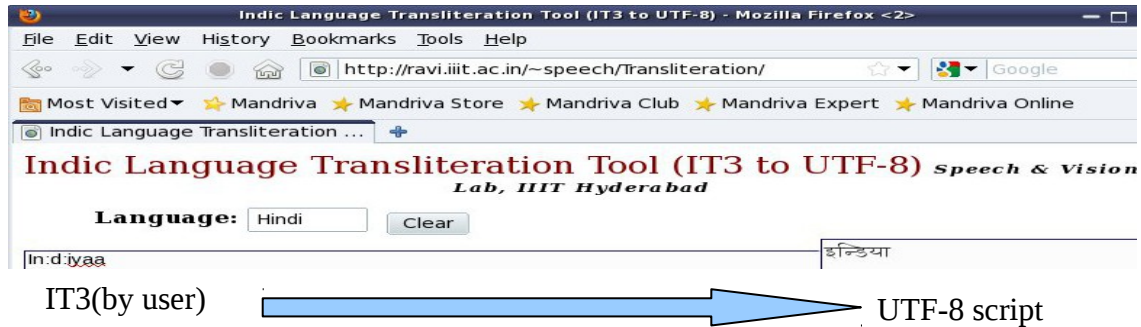 Indic Language Transliteration Tool (IT3 to UTF-8) - Mozilla Firefox <2>
File Edit View History Bookmarks Tools Help
http://ravi.iiit.ac.in/~speech/Transliteration/ Google
Most Visited Mandriva Mandriva Store Mandriva Club Mandriva Expert Mandriva Online
Indic Language Transliteration ...
Indic Language Transliteration Tool (IT3 to UTF-8) Speech & Vision
Lab, IIIT Hyderabad
Language: Hindi Clear
In:d:iyaa इन्डिया
IT3(by user) UTF-8 script